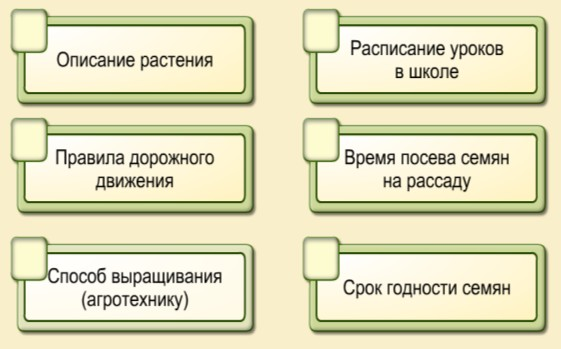 Описание растения
Расписание уроков
в школе
Правила дорожного
движения
Время посева семян
на рассаду
Способ выращивания
(агротехнику)
Срок годности семян